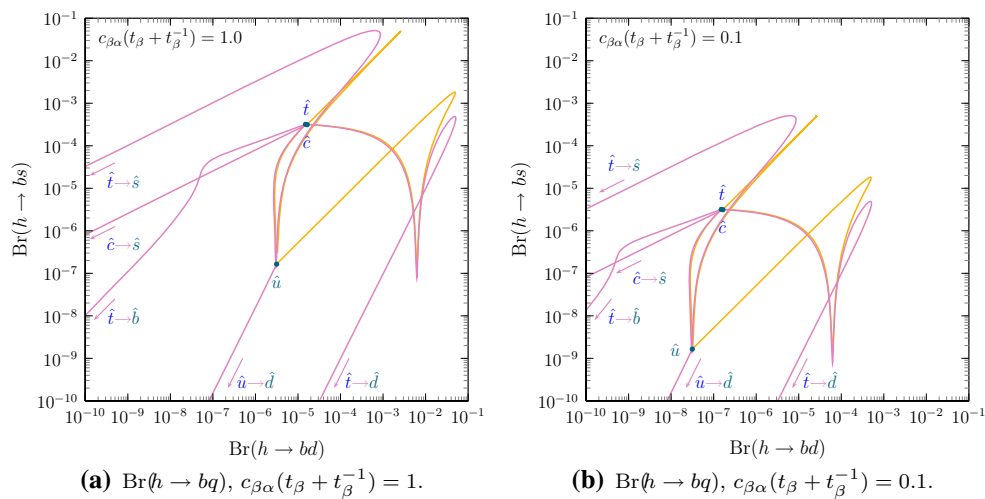 c_{βα}(t_β + t_β^{-1}) = 1.0
Br(h → bs)
10^{-1}
10^{-2}
10^{-3}
10^{-4}
10^{-5}
10^{-6}
10^{-7}
10^{-8}
10^{-9}
10^{-10}
t̂
ĉ
t̂→ŝ
ĉ→ŝ
û
t̂→b̂
û→d̂
t̂→d̂
10^{-10} 10^{-9} 10^{-8} 10^{-7} 10^{-6} 10^{-5} 10^{-4} 10^{-3} 10^{-2} 10^{-1}
Br(h → bd)
(a) Br(h → bq), c_{βα}(t_β + t_β^{-1}) = 1.
c_{βα}(t_β + t_β^{-1}) = 0.1
Br(h → bs)
10^{-1}
10^{-2}
10^{-3}
10^{-4}
10^{-5}
10^{-6}
10^{-7}
10^{-8}
10^{-9}
10^{-10}
t̂→ŝ
t̂
ĉ
ĉ→ŝ
t̂→b̂
û
û→d̂
t̂→d̂
10^{-10} 10^{-9} 10^{-8} 10^{-7} 10^{-6} 10^{-5} 10^{-4} 10^{-3} 10^{-2} 10^{-1}
Br(h → bd)
(b) Br(h → bq), c_{βα}(t_β + t_β^{-1}) = 0.1.